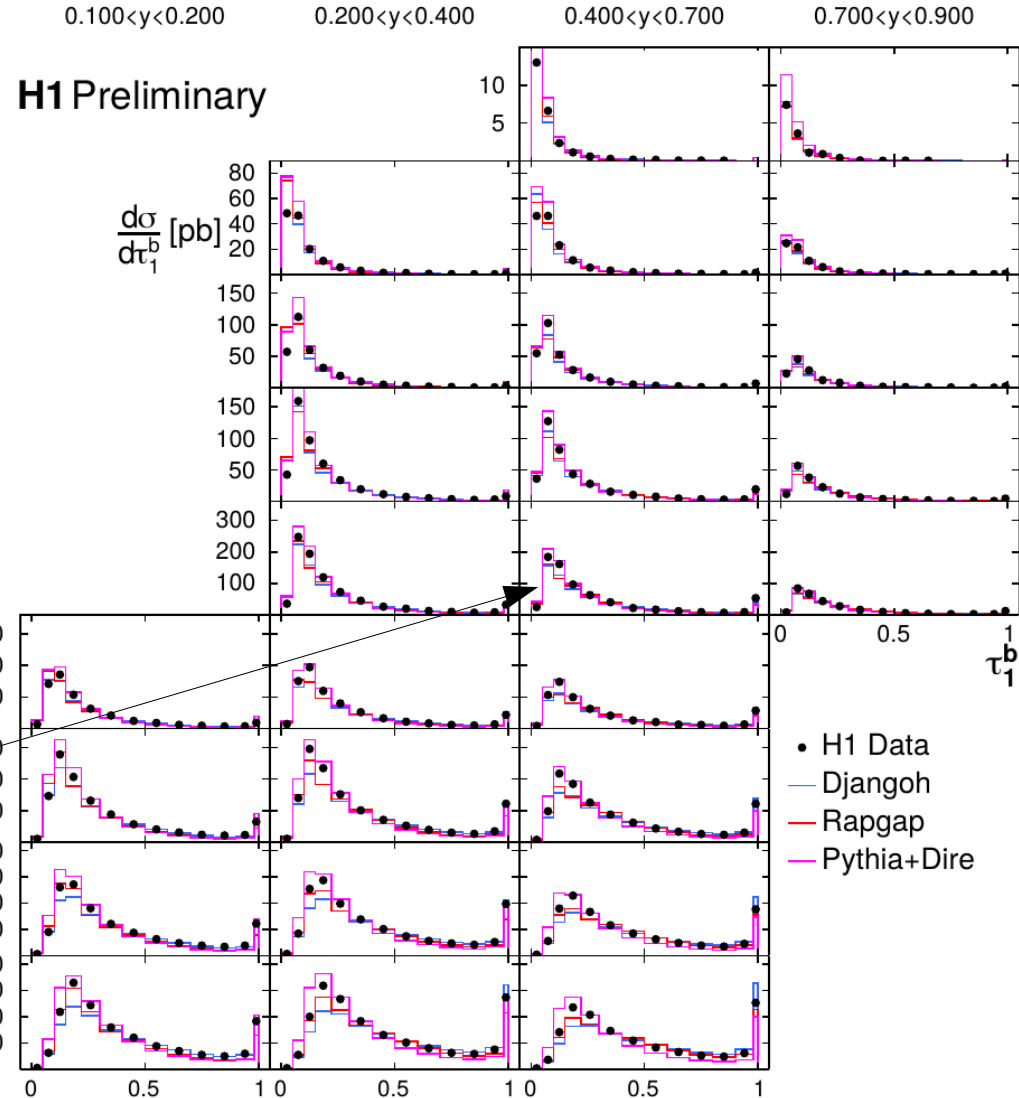 0.100<y<0.200 0.200<y<0.400 0.400<y<0.700 0.700<y<0.900
H1 Preliminary
10
5
dσ/dτ₁ᵇ [pb]
80
60
40
20
150
100
50
150
100
50
300
200
100
0 0.5 1
τ₁ᵇ
H1 Data
Djangoh
Rapgap
Pythia+Dire
0 0.5 1 0 0.5 1 0 0.5 1